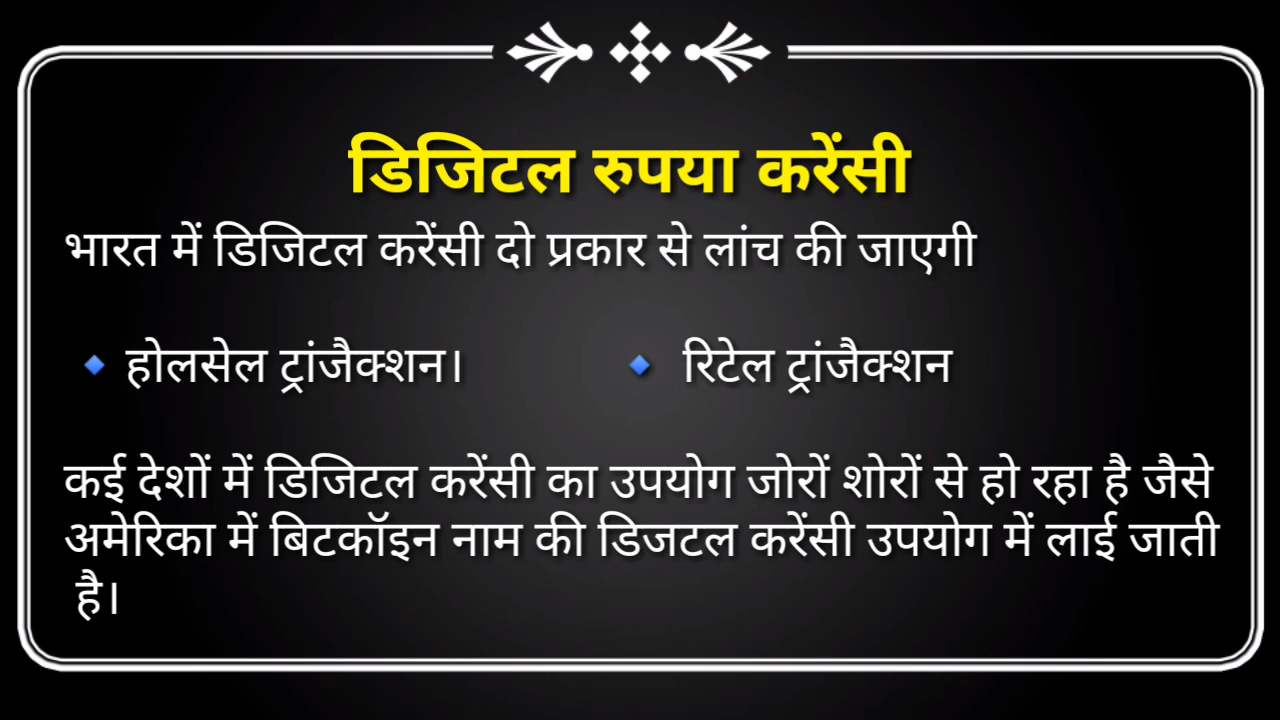 डिजिटल रुपया करेंसी
भारत में डिजिटल करेंसी दो प्रकार से लांच की जाएगी
🔹 होलसेल ट्रांजैक्शन। 🔹 रिटेल ट्रांजैक्शन
कई देशों में डिजिटल करेंसी का उपयोग जोरों शोरों से हो रहा है जैसे
अमेरिका में बिटकॉइन नाम की डिजटल करेंसी उपयोग में लाई जाती
है।